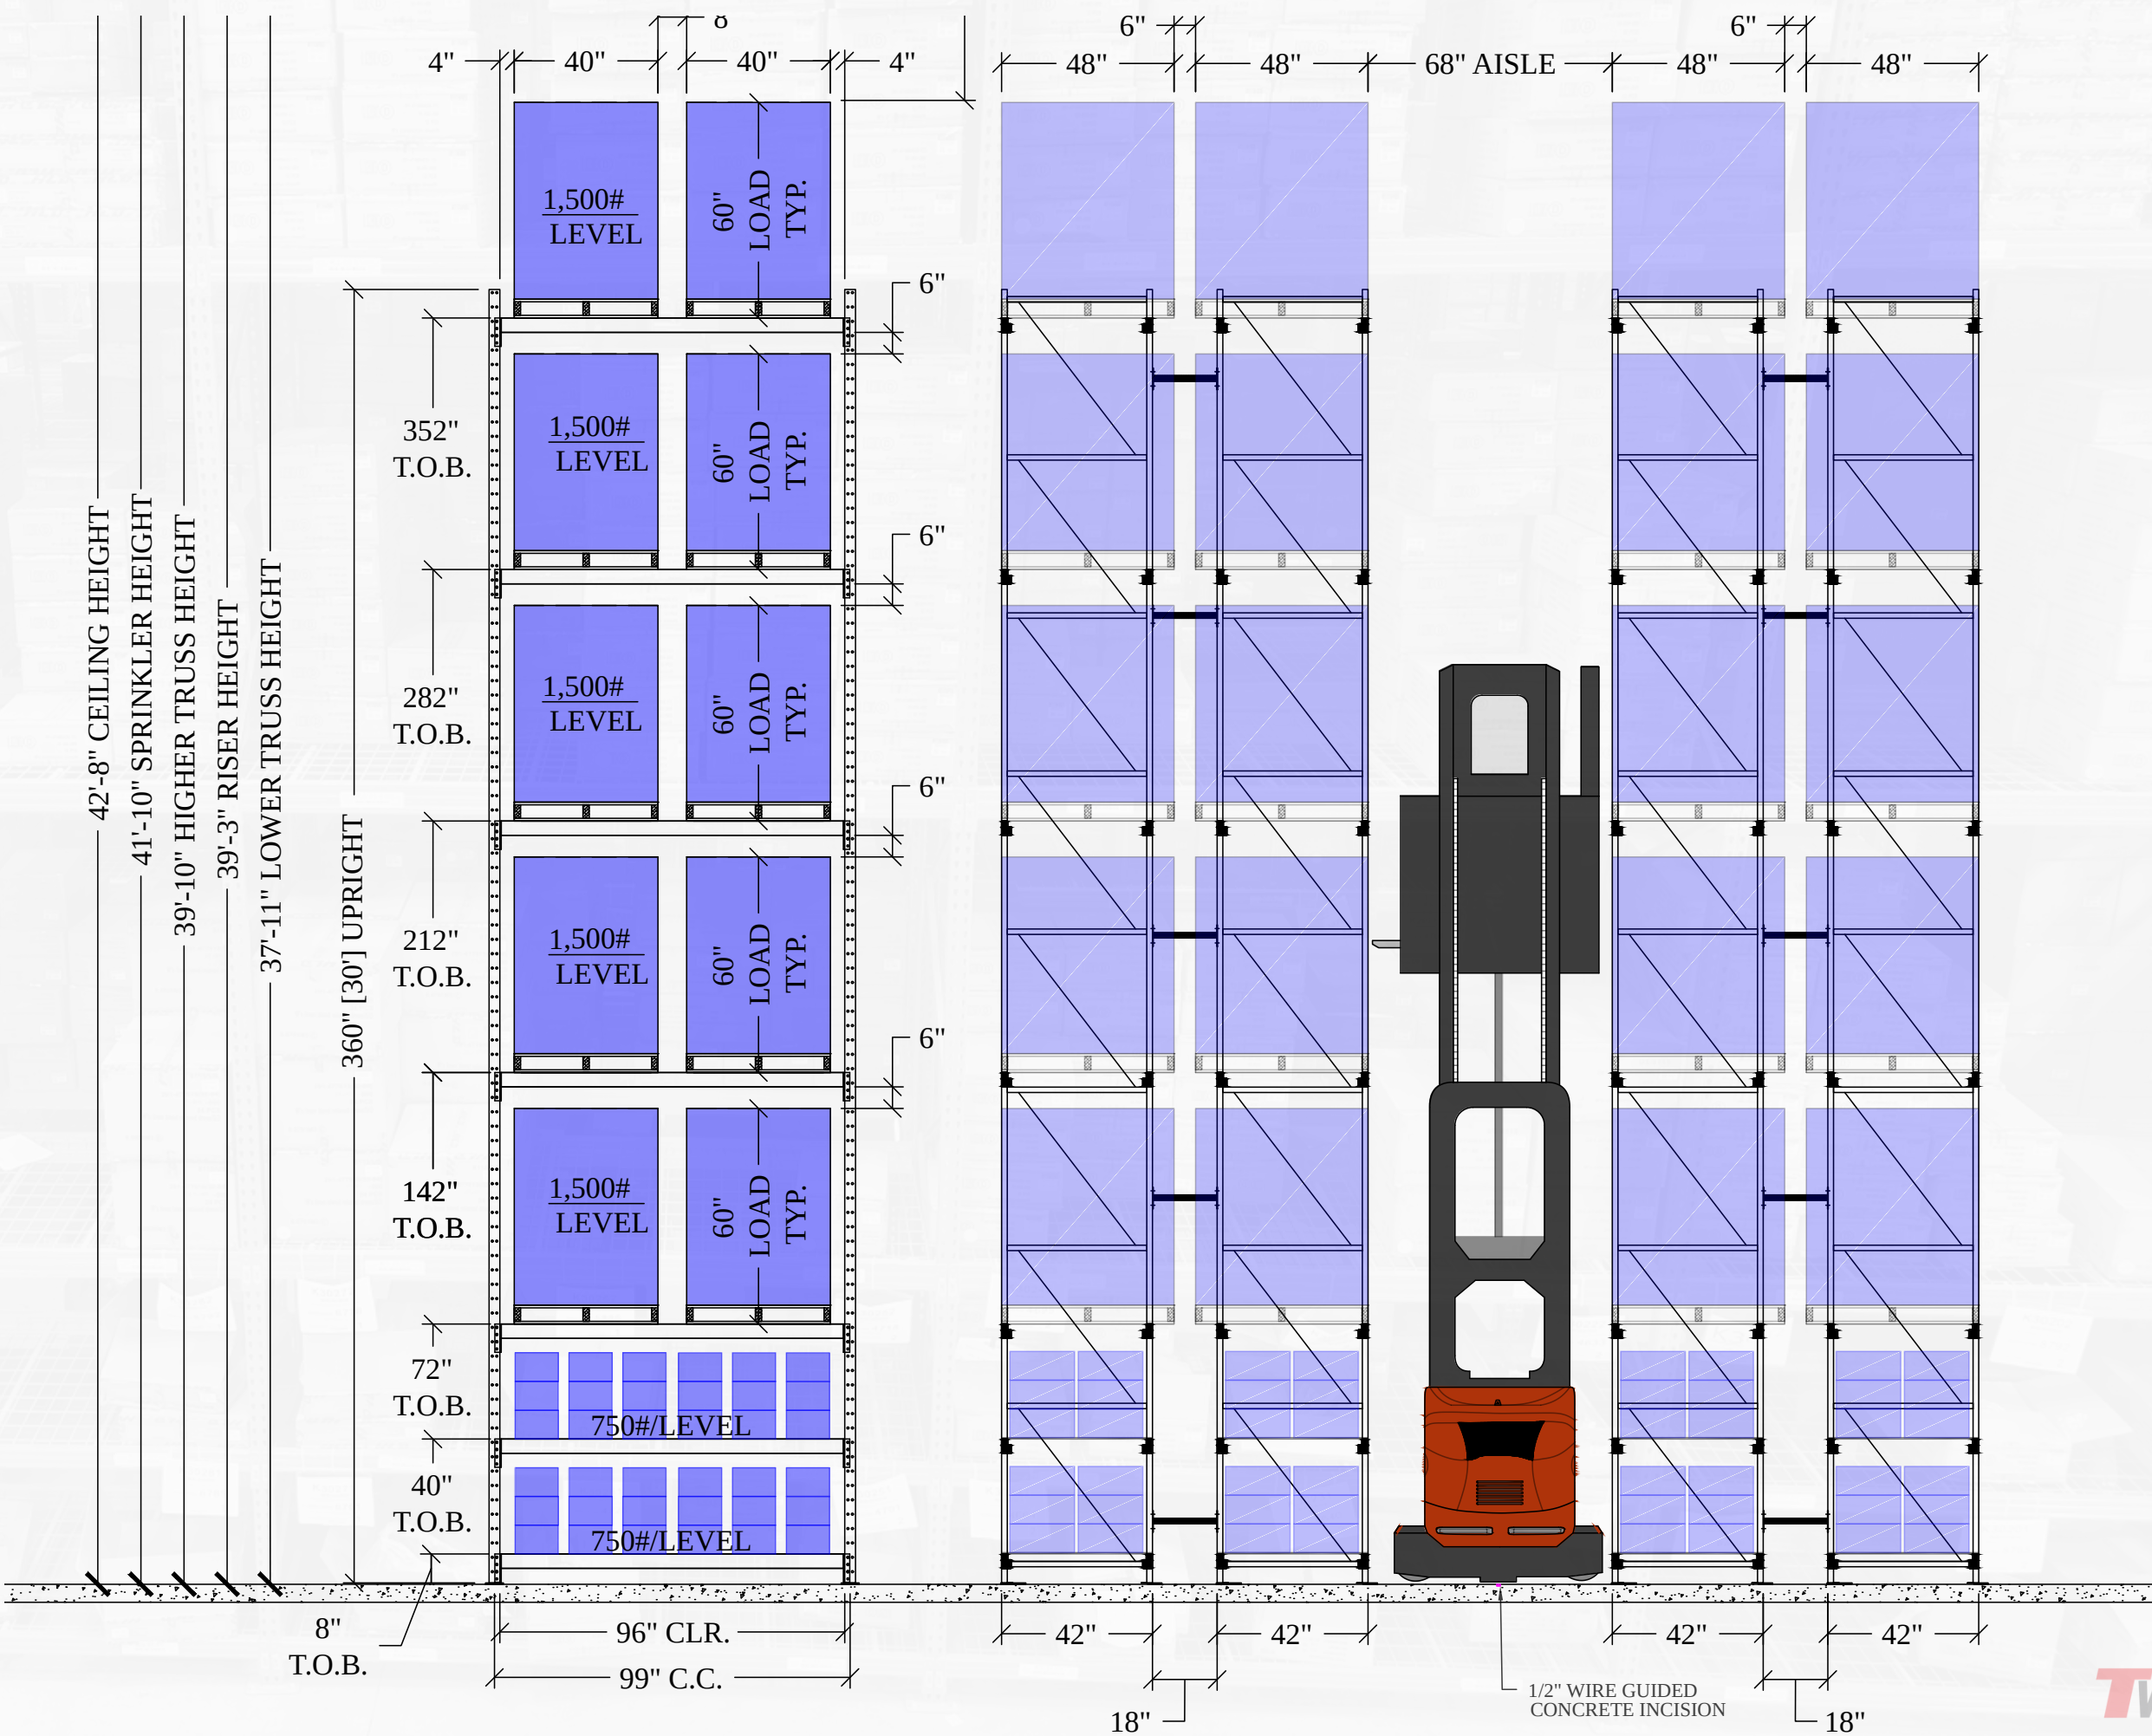 8
6"
6"
4"
40"
40"
4"
48"
48"
68" AISLE
48"
48"
1,500#
LEVEL
60"
LOAD
TYP.
6"
352"
T.O.B.
1,500#
LEVEL
60"
LOAD
TYP.
6"
282"
T.O.B.
1,500#
LEVEL
60"
LOAD
TYP.
6"
212"
T.O.B.
1,500#
LEVEL
60"
LOAD
TYP.
6"
142"
T.O.B.
1,500#
LEVEL
60"
LOAD
TYP.
42'-8" CEILING HEIGHT
41'-10" SPRINKLER HEIGHT
39'-10" HIGHER TRUSS HEIGHT
39'-3" RISER HEIGHT
37'-11" LOWER TRUSS HEIGHT
360" [30'] UPRIGHT
72"
T.O.B.
750#/LEVEL
40"
T.O.B.
750#/LEVEL
8"
T.O.B.
96" CLR.
99" C.C.
42"
42"
42"
42"
18"
1/2" WIRE GUIDED
CONCRETE INCISION
18"